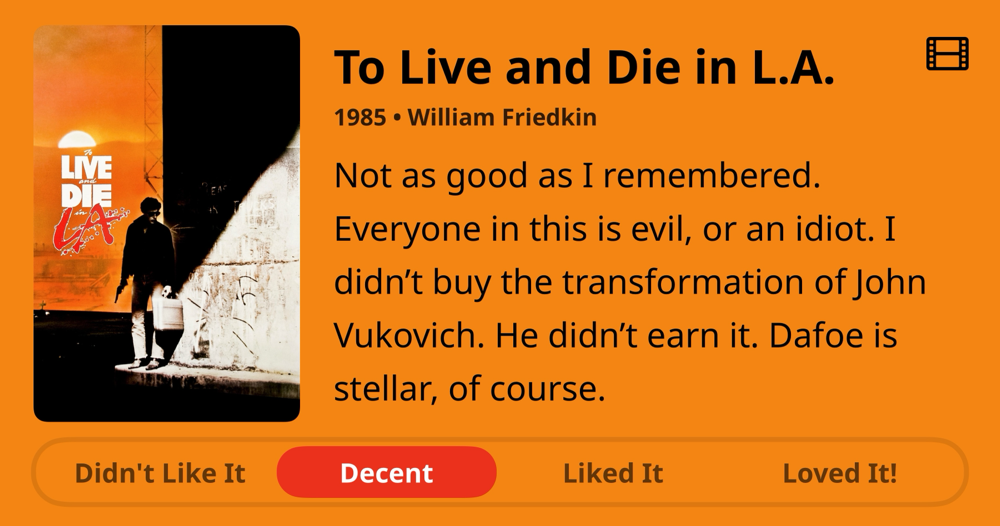 To Live and Die in L.A.
1985 • William Friedkin
Not as good as I remembered.
Everyone in this is evil, or an idiot. I
didn’t buy the transformation of John
Vukovich. He didn’t earn it. Dafoe is
stellar, of course.
To
LIVE
and
DIE
in
L.A.
Didn't Like It
Decent
Liked It
Loved It!